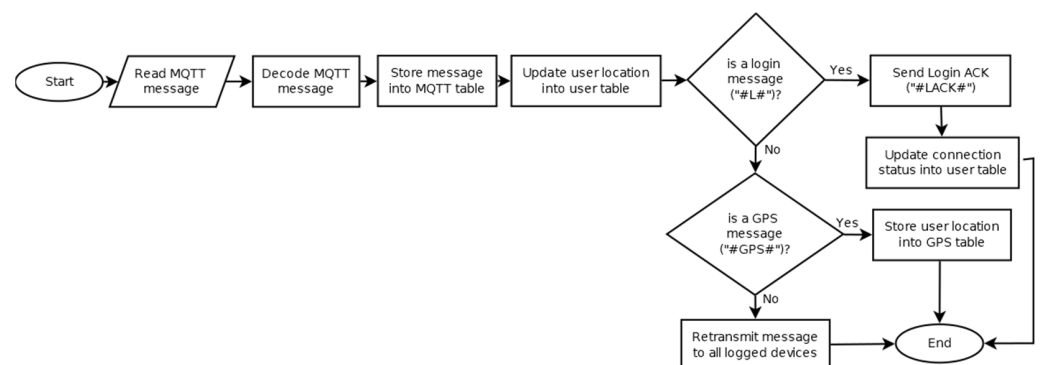 Start
Read MQTT
message
Decode MQTT
message
Store message
into MQTT table
Update user location
into user table
is a login
message
("#L#")?
Yes
Send Login ACK
("#LACK#")
No
Update connection
status into user table
is a GPS
message
("#GPS#")?
Yes
Store user location
into GPS table
No
Retransmit message
to all logged devices
End